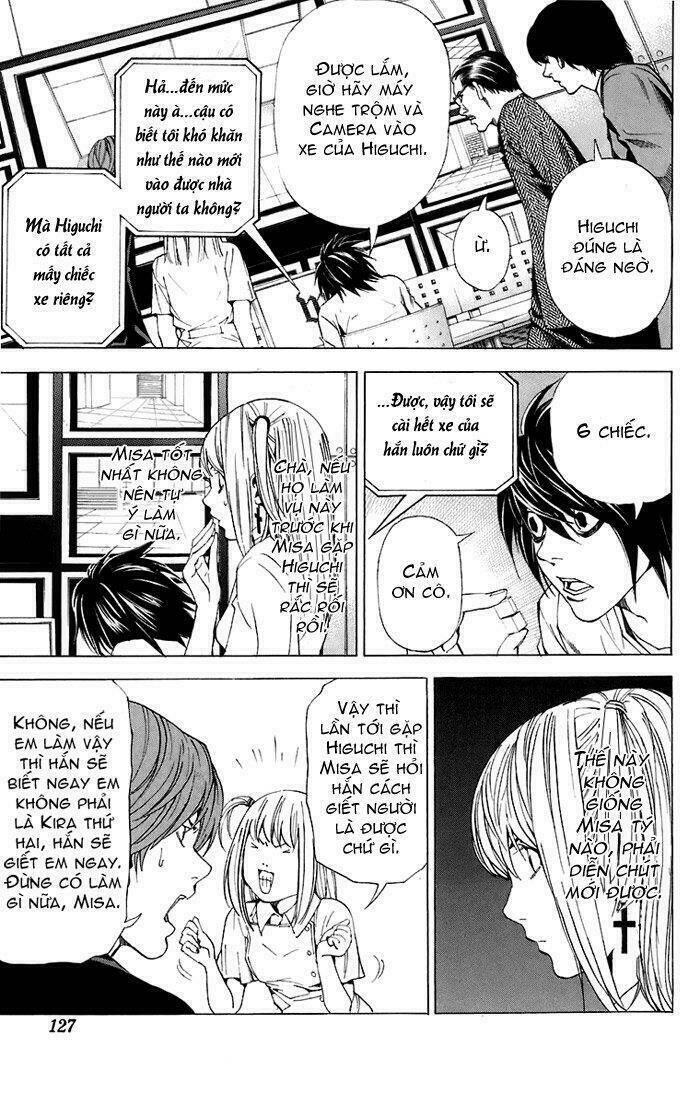 HIGUCHI
ĐÚNG LÀ
ĐÁNG NGỜ.
Ừ.
ĐƯỢC LẮM,
GIỜ HÃY MÁY
NGHE TRỘM VÀ
CAMERA VÀO
XE CỦA HIGUCHI.
Hả...đến mức
này à...cậu có
biết tôi khó khăn
như thế nào mới
vào được nhà
người ta không?
Mà Higuchi
có tất cả
mấy chiếc
xe riêng?
6 CHIẾC.
...Được, vậy tôi sẽ
cài hết xe của
hắn luôn chứ gì?
CẢM
ƠN CÔ.
CHÀ, NẾU
HỌ LÀM
VỤ NÀY
TRƯỚC KHI
MISA GẶP
HIGUCHI
THÌ SẼ
RẮC RỐI
RỒI!
MISA TỐT
NHẤT KHÔNG
NÊN TỰ
Ý LÀM
GÌ NỮA.
THẾ NÀY
KHÔNG
GIỐNG
MISA TÝ
NÀO, PHẢI
DIỄN CHÚT
MỚI ĐƯỢC.
VẬY THÌ
LẦN TỚI GẶP
HIGUCHI THÌ
MISA SẼ HỎI
HẮN CÁCH
GIẾT NGƯỜI
LÀ ĐƯỢC
CHỨ GÌ.
KHÔNG, NẾU
EM LÀM VẬY
THÌ HẮN SẼ
BIẾT NGAY EM
KHÔNG PHẢI
LÀ KIRA THỨ
HAI, HẮN SẼ
GIẾT EM NGAY.
ĐỪNG CÓ LÀM
GÌ NỮA, MISA.
127